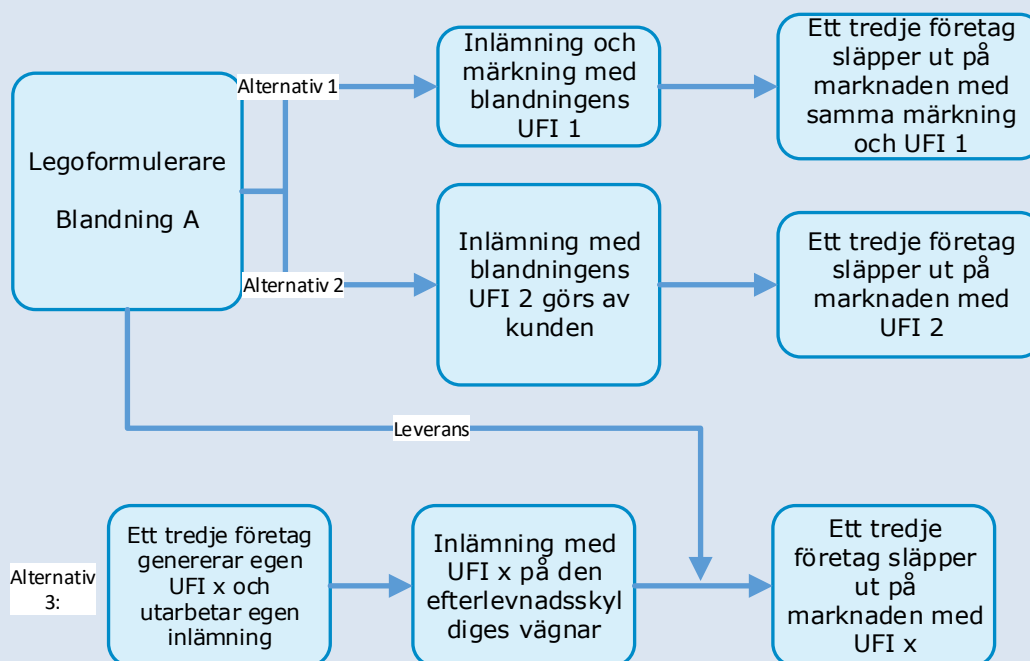 Legoformulerare
Blandning A
Alternativ 1
Inlämning och
märkning med
blandningens
UFI 1
Ett tredje företag
släpper ut på
marknaden med
samma märkning
och UFI 1
Alternativ 2
Inlämning med
blandningens
UFI 2 görs av
kunden
Ett tredje företag
släpper ut på
marknaden med
UFI 2
Leverans
Alternativ
3:
Ett tredje företag
genererar egen
UFI x och
utarbetar egen
inlämning
Inlämning med
UFI x på den
efterlevnadsskyl
diges vägnar
Ett tredje
företag släpper
ut på
marknaden med
UFI x